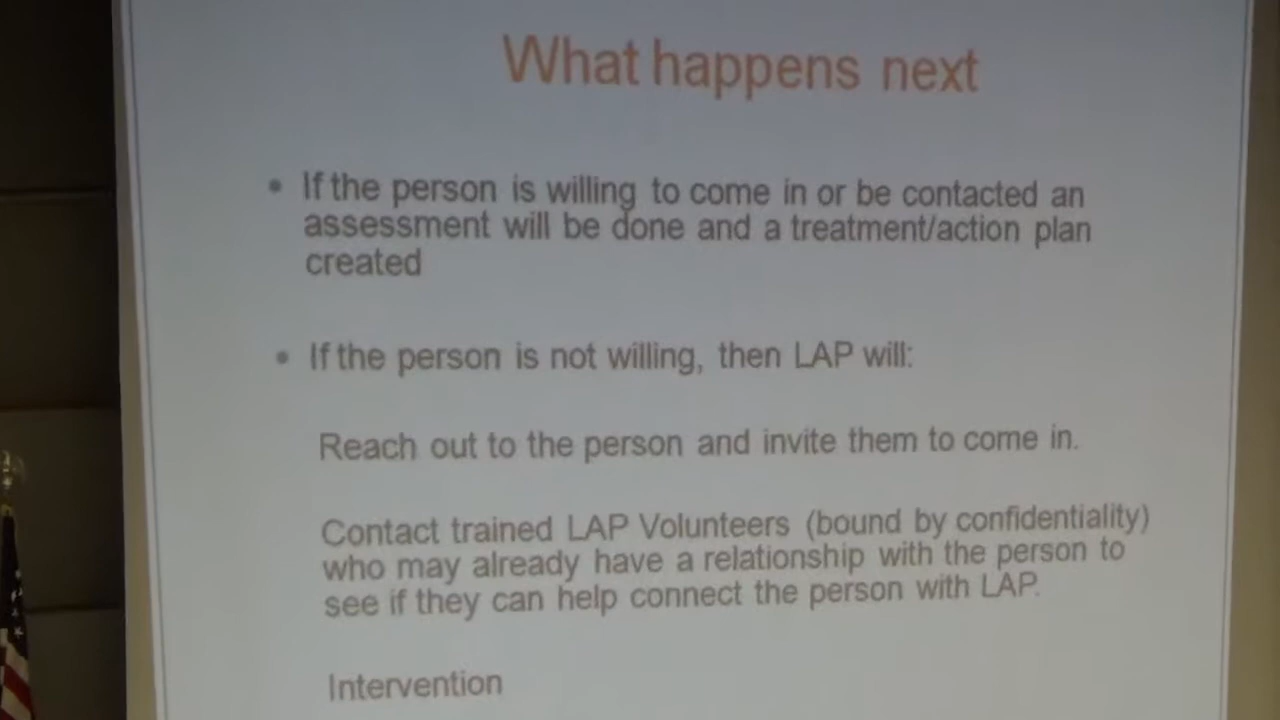 What happens next
• If the person is willing to come in or be contacted an
assessment will be done and a treatment/action plan
created
• If the person is not willing, then LAP will:
Reach out to the person and invite them to come in.
Contact trained LAP Volunteers (bound by confidentiality)
who may already have a relationship with the person to
see if they can help connect the person with LAP.
Intervention